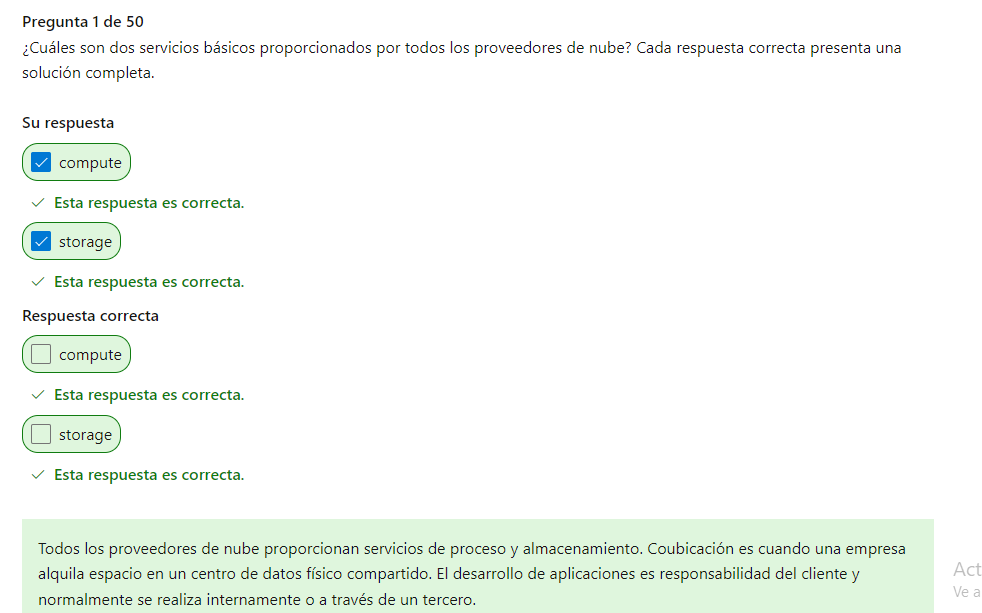 Pregunta 1 de 50
¿Cuáles son dos servicios básicos proporcionados por todos los proveedores de nube? Cada respuesta correcta presenta una
solución completa.
Su respuesta
compute
Esta respuesta es correcta.
storage
Esta respuesta es correcta.
Respuesta correcta
compute
Esta respuesta es correcta.
storage
Esta respuesta es correcta.
Todos los proveedores de nube proporcionan servicios de proceso y almacenamiento. Coubicación es cuando una empresa
alquila espacio en un centro de datos físico compartido. El desarrollo de aplicaciones es responsabilidad del cliente y
normalmente se realiza internamente o a través de un tercero.
Act
Ve a